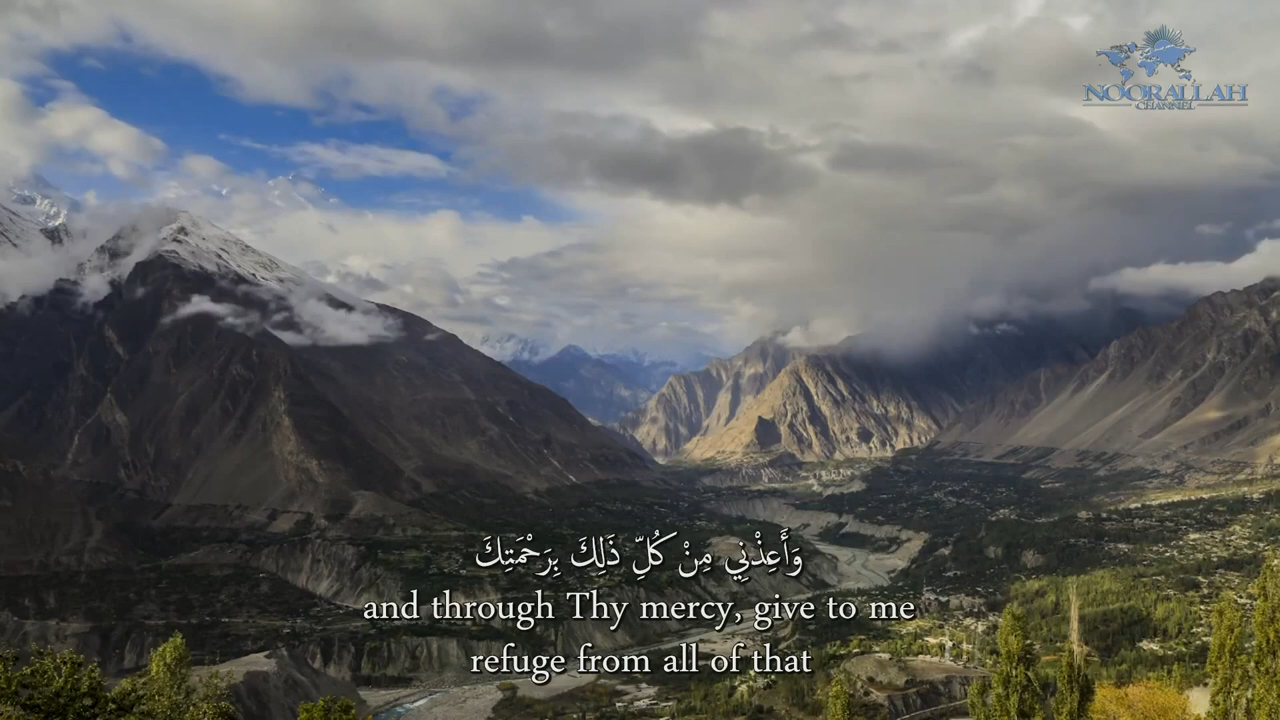 NOORALLAH
CHANNEL
وَأَعِذْنِي مِنْ كُلِّ ذَلِكَ بِرَحْمَتِكَ
and through Thy mercy, give to me
refuge from all of that